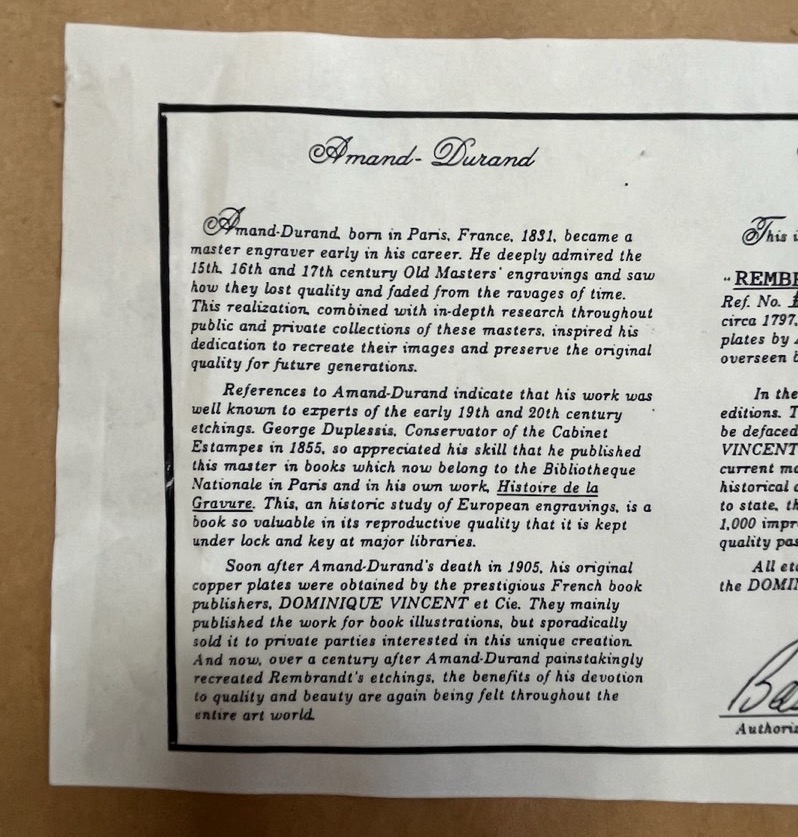 Amand-Durand
Amand-Durand, born in Paris, France, 1831, became a
master engraver early in his career. He deeply admired the
15th, 16th and 17th century Old Masters' engravings and saw
how they lost quality and faded from the ravages of time.
This realization, combined with in-depth research throughout
public and private collections of these masters, inspired his
dedication to recreate their images and preserve the original
quality for future generations.
References to Amand-Durand indicate that his work was
well known to experts of the early 19th and 20th century
etchings. George Duplessis, Conservator of the Cabinet
Estampes in 1855, so appreciated his skill that he published
this master in books which now belong to the Bibliotheque
Nationale in Paris and in his own work, Histoire de la
Gravure. This, an historic study of European engravings, is a
book so valuable in its reproductive quality that it is kept
under lock and key at major libraries.
Soon after Amand-Durand's death in 1905, his original
copper plates were obtained by the prestigious French book
publishers, DOMINIQUE VINCENT et Cie. They mainly
published the work for book illustrations, but sporadically
sold it to private parties interested in this unique creation.
And now, over a century after Amand-Durand painstakingly
recreated Rembrandt's etchings, the benefits of his devotion
to quality and beauty are again being felt throughout the
entire art world.
This
"REMB
Ref. No.
circa 1797,
plates by
overseen
In the
editions.
be defaced
VINCENT
current
historical
to state,
1,000
quality
All
the